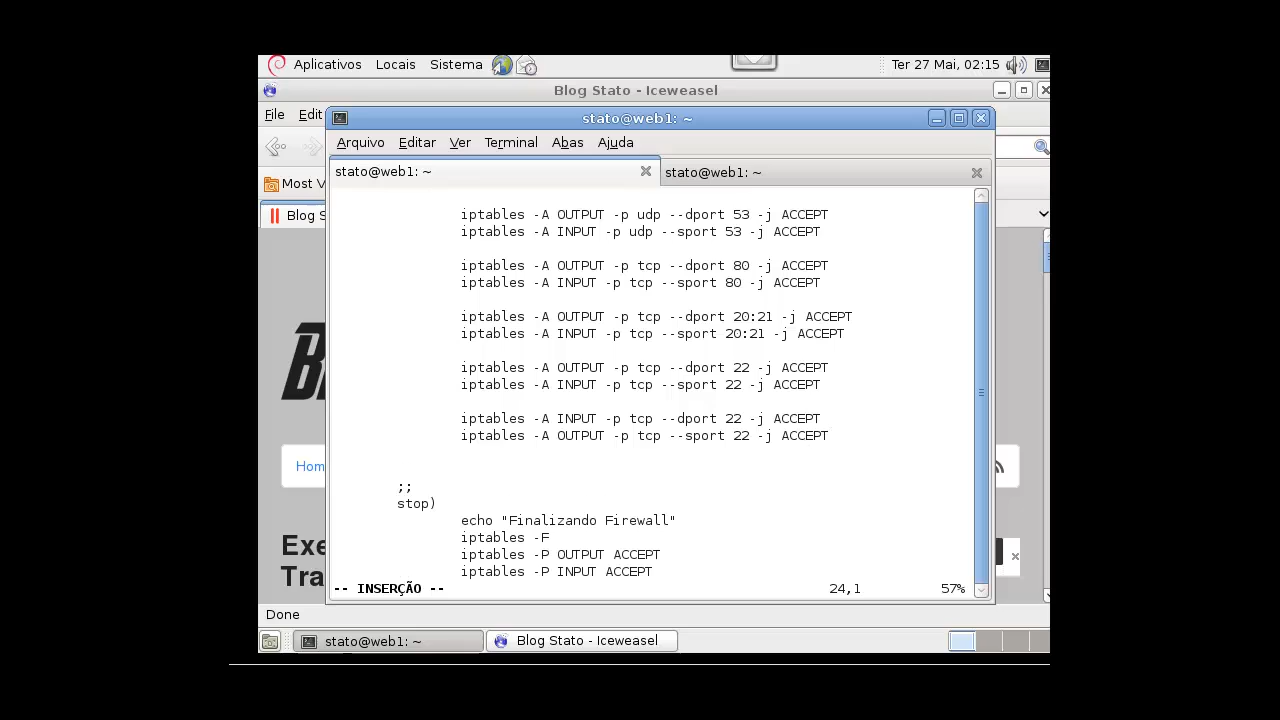 Aplicativos Locais Sistema Ter 27 Mai, 02:15
Blog Stato - Iceweasel
File Edit
stato@web1: ~
Arquivo Editar Ver Terminal Abas Ajuda
stato@web1: ~ stato@web1: ~
Most V
Blog S
iptables -A OUTPUT -p udp --dport 53 -j ACCEPT
iptables -A INPUT -p udp --sport 53 -j ACCEPT
iptables -A OUTPUT -p tcp --dport 80 -j ACCEPT
iptables -A INPUT -p tcp --sport 80 -j ACCEPT
iptables -A OUTPUT -p tcp --dport 20:21 -j ACCEPT
iptables -A INPUT -p tcp --sport 20:21 -j ACCEPT
iptables -A OUTPUT -p tcp --dport 22 -j ACCEPT
iptables -A INPUT -p tcp --sport 22 -j ACCEPT
iptables -A INPUT -p tcp --dport 22 -j ACCEPT
iptables -A OUTPUT -p tcp --sport 22 -j ACCEPT
Hom
;;
stop)
echo "Finalizando Firewall"
iptables -F
iptables -P OUTPUT ACCEPT
iptables -P INPUT ACCEPT
Exe
Tra
-- INSERÇÃO -- 24,1 57%
Done
stato@web1: ~ Blog Stato - Iceweasel